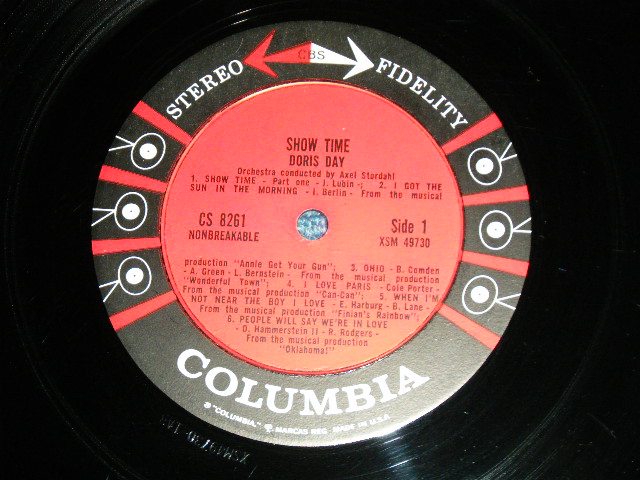 CBS
STEREO FIDELITY
SHOW TIME
DORIS DAY
Orchestra conducted by Axel Stordahl
1. SHOW TIME - Part one - J. Lubin -; 2. I GOT THE
SUN IN THE MORNING - I. Berlin - From the musical
CS 8261
NONBREAKABLE
Side 1
XSM 49730
production "Annie Get Your Gun"; 3. OHIO - B. Comden
- A. Green - L. Bernstein - From the musical production
"Wonderful Town"; 4. I LOVE PARIS - Cole Porter -
From the musical production "Can-Can"; 5. WHEN I'M
NOT NEAR THE BOY I LOVE - E. Harburg - B. Lane -
From the musical production "Finian's Rainbow";
6. PEOPLE WILL SAY WE'RE IN LOVE
- O. Hammerstein II - R. Rodgers -
From the musical production
"Oklahoma!"
COLUMBIA
® "COLUMBIA" MARCAS REG. MADE IN U.S.A.